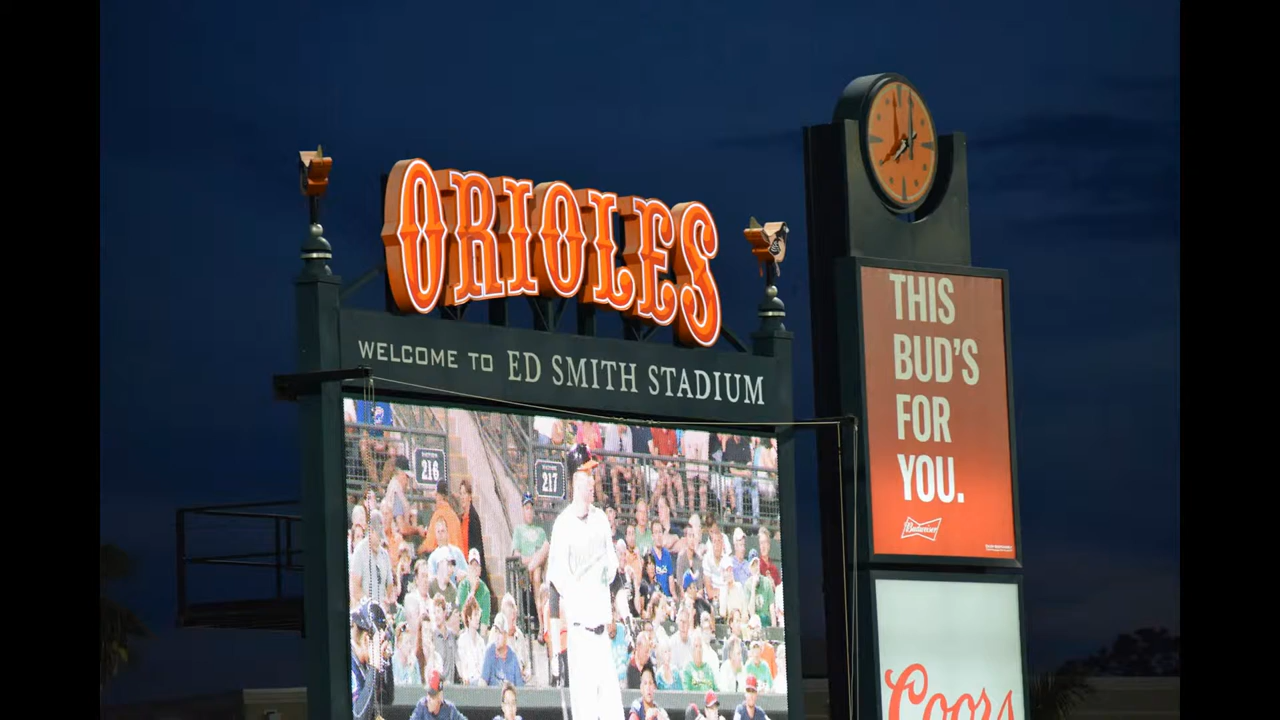 ORIOLES
WELCOME TO ED SMITH STADIUM
216
217
THIS
BUD'S
FOR
YOU.
Budweiser
Coors